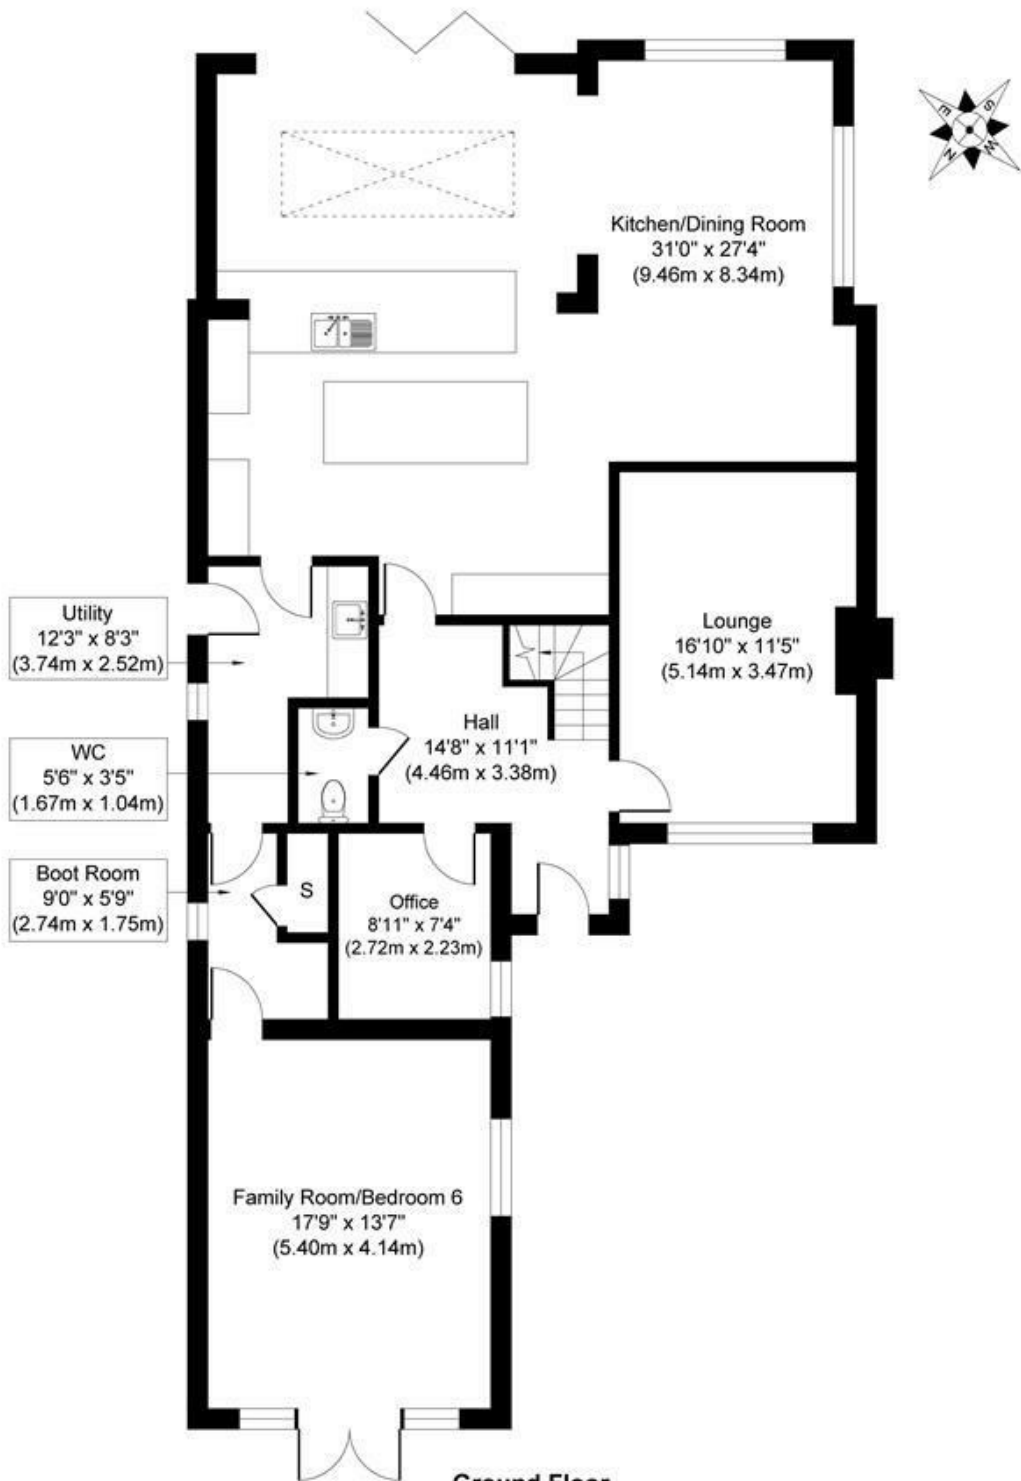 S
E
W
N
Kitchen/Dining Room
31'0" x 27'4"
(9.46m x 8.34m)
Utility
12'3" x 8'3"
(3.74m x 2.52m)
Lounge
16'10" x 11'5"
(5.14m x 3.47m)
Hall
14'8" x 11'1"
(4.46m x 3.38m)
WC
5'6" x 3'5"
(1.67m x 1.04m)
Boot Room
9'0" x 5'9"
(2.74m x 1.75m)
S
Office
8'11" x 7'4"
(2.72m x 2.23m)
Family Room/Bedroom 6
17'9" x 13'7"
(5.40m x 4.14m)
Ground Floor